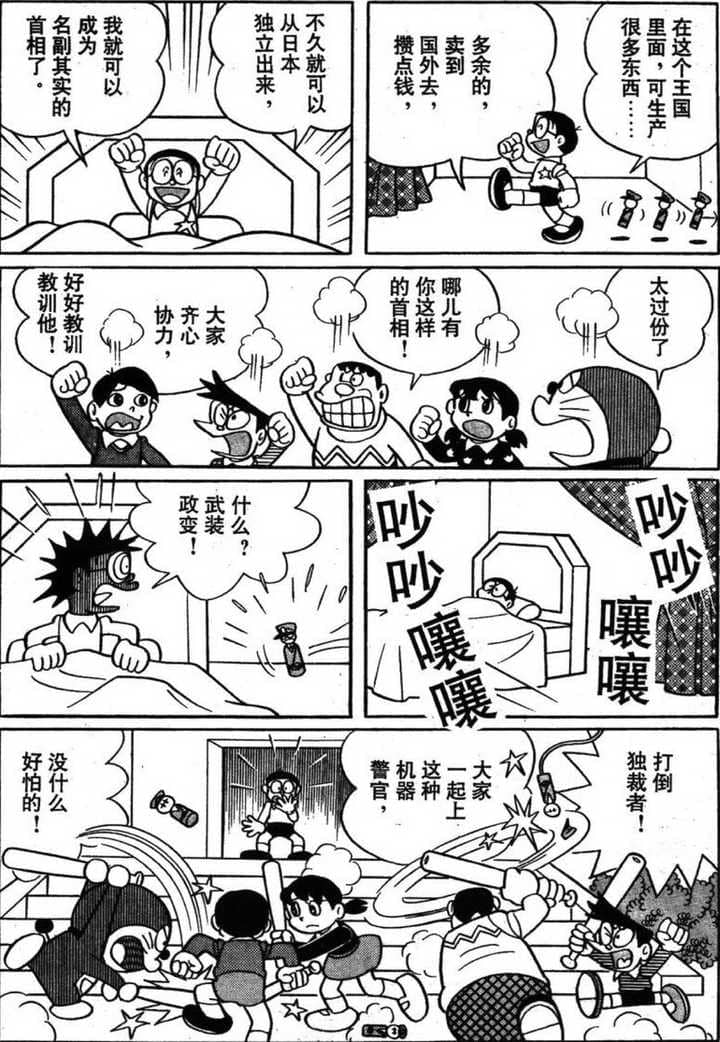 在这个王国
里面，可生产
很多东西……
多余的，
卖到
国外去，
攒点钱，
不久就可以
从日本
独立出来，
我就可以
成为
名副其实的
首相了。
太过份了
哪儿有
你这样
的首相！
大家
齐心
协力，
好好教训
教训他！
吵吵
嚷嚷
吵吵
嚷嚷
什么？
武装
政变！
打倒
独裁者！
大家
一起上
这种
机器
警官，
没什么
好怕的！